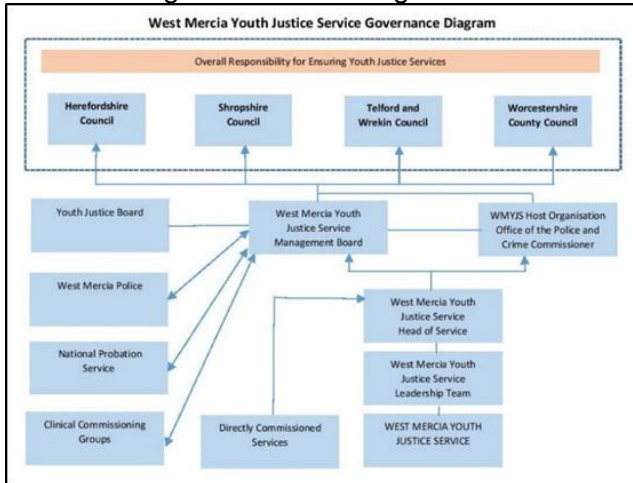 West Mercia Youth Justice Service Governance Diagram
Overall Responsibility for Ensuring Youth Justice Services
Herefordshire
Council
Shropshire
Council
Telford and
Wrekin Council
Worcestershire
County Council
Youth Justice Board
West Mercia Youth
Justice Service
Management Board
WMYJS Host Organisation
Office of the Police and
Crime Commissioner
West Mercia Police
West Mercia Youth
Justice Service
Head of Service
National Probation
Service
West Mercia Youth
Justice Service
Leadership Team
Clinical Commissioning
Groups
Directly Commissioned
Services
WEST MERCIA YOUTH
JUSTICE SERVICE